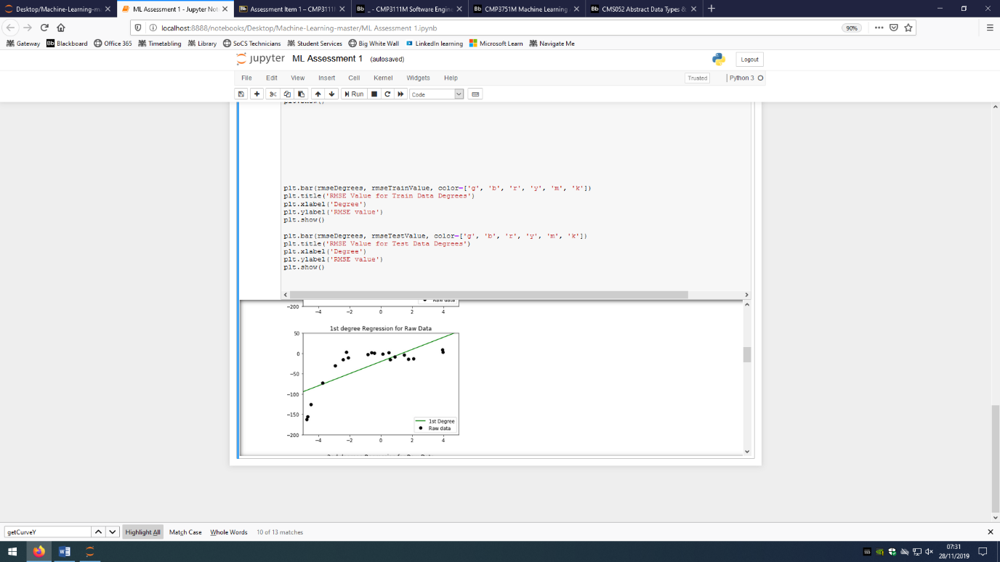 Desktop/Machine-Learning-m
ML Assessment 1 - Jupyter Not
Assessment Item 1 – CMP3111
Bb _ - CMP3111M Software Engine
Bb CMP3751M Machine Learning
Bb CMS052 Abstract Data Types &
localhost:8888/notebooks/Desktop/Machine-Learning-master/ML Assessment 1.ipynb
90%
Gateway Bb Blackboard Office 365 Timetabling Library SoCS Technicians Student Services Big White Wall LinkedIn learning Microsoft Learn Navigate Me
jupyter ML Assessment 1 (autosaved)
Logout
File Edit View Insert Cell Kernel Widgets Help
Trusted
Python 3
Run
Code
plt.show()
plt.bar(rmseDegrees, rmseTrainValue, color=['g', 'b', 'r', 'y', 'm', 'k'])
plt.title('RMSE Value for Train Data Degrees')
plt.xlabel('Degree')
plt.ylabel('RMSE value')
plt.show()
plt.bar(rmseDegrees, rmseTestValue, color=['g', 'b', 'r', 'y', 'm', 'k'])
plt.title('RMSE Value for Test Data Degrees')
plt.xlabel('Degree')
plt.ylabel('RMSE value')
plt.show()
Raw data
−200
−4 −2 0 2 4
1st degree Regression for Raw Data
50
0
−50
−100
−150
−200
1st Degree
Raw data
−4 −2 0 2 4
getCurveY
Highlight All Match Case Whole Words 10 of 13 matches
07:31
28/11/2019